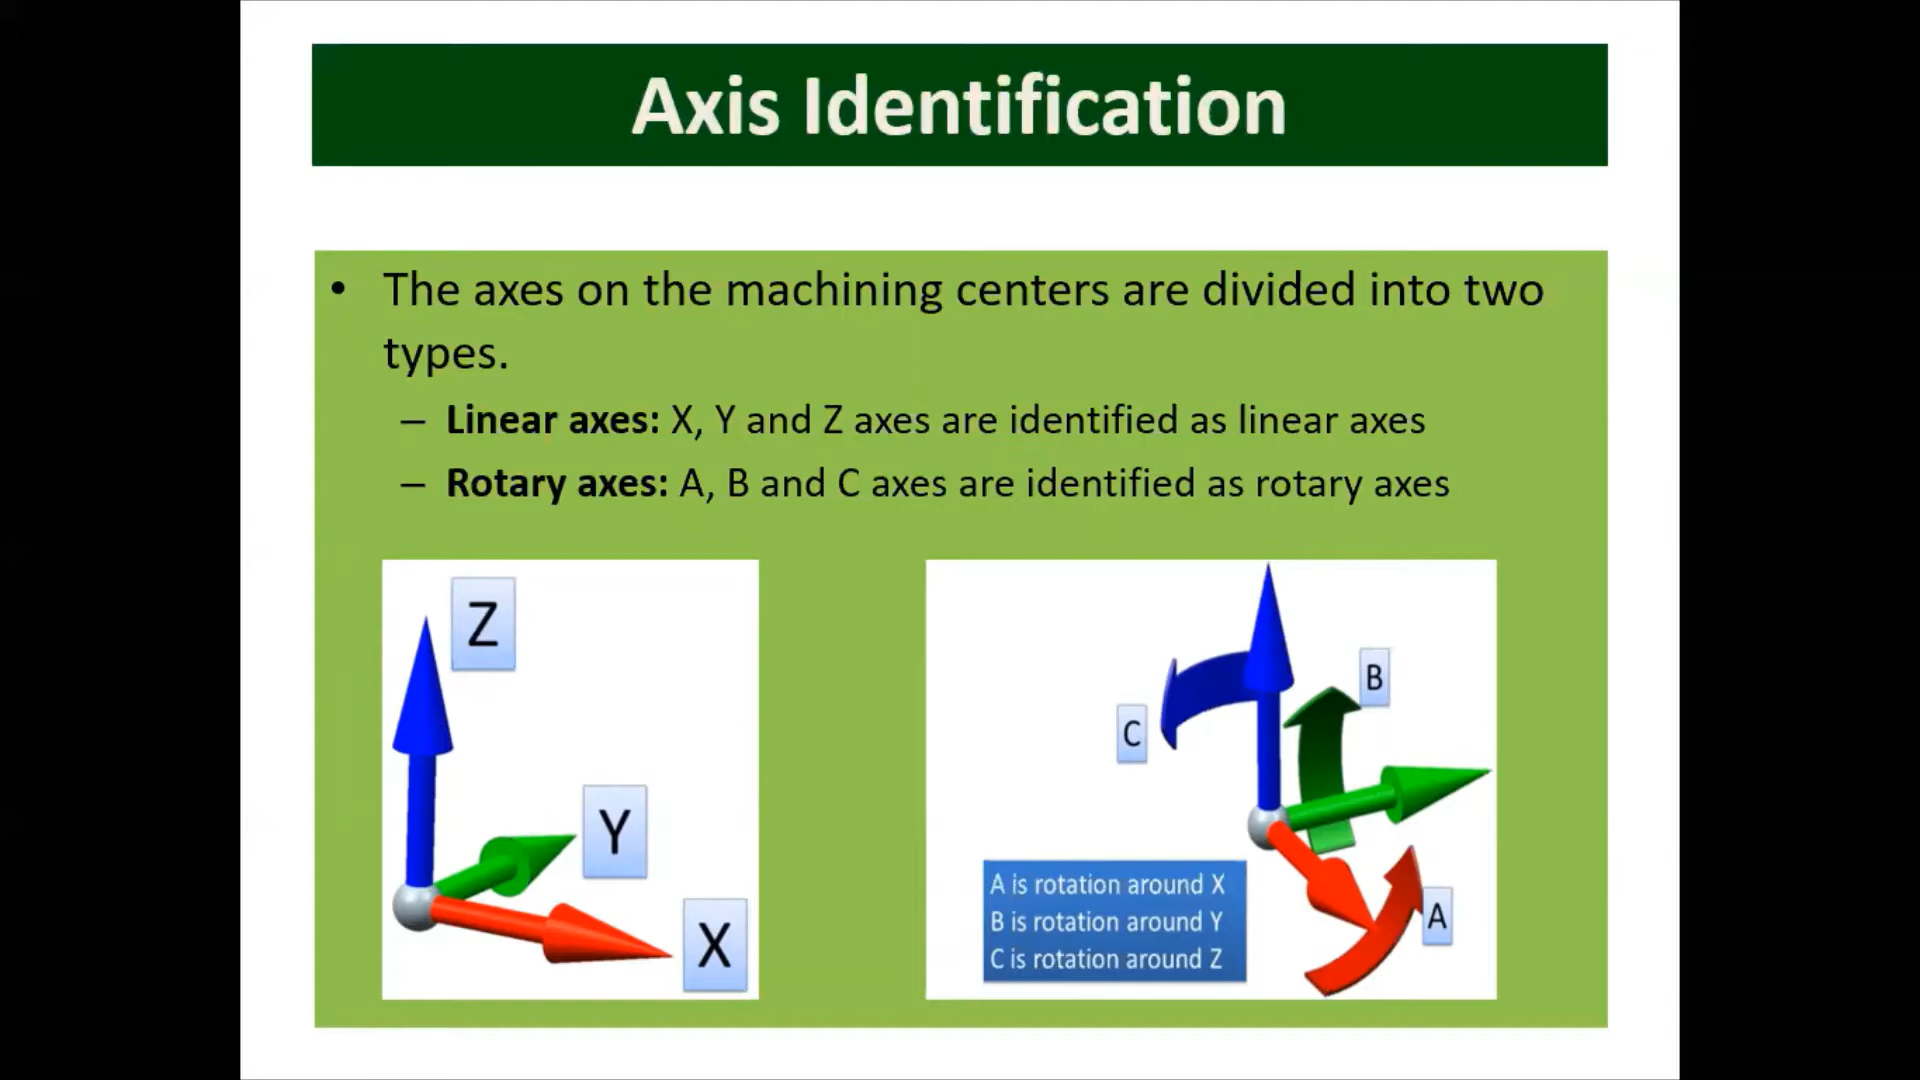 Axis Identification
• The axes on the machining centers are divided into two
types.
– Linear axes: X, Y and Z axes are identified as linear axes
– Rotary axes: A, B and C axes are identified as rotary axes
Z
Y
X
B
C
A
A is rotation around X
B is rotation around Y
C is rotation around Z